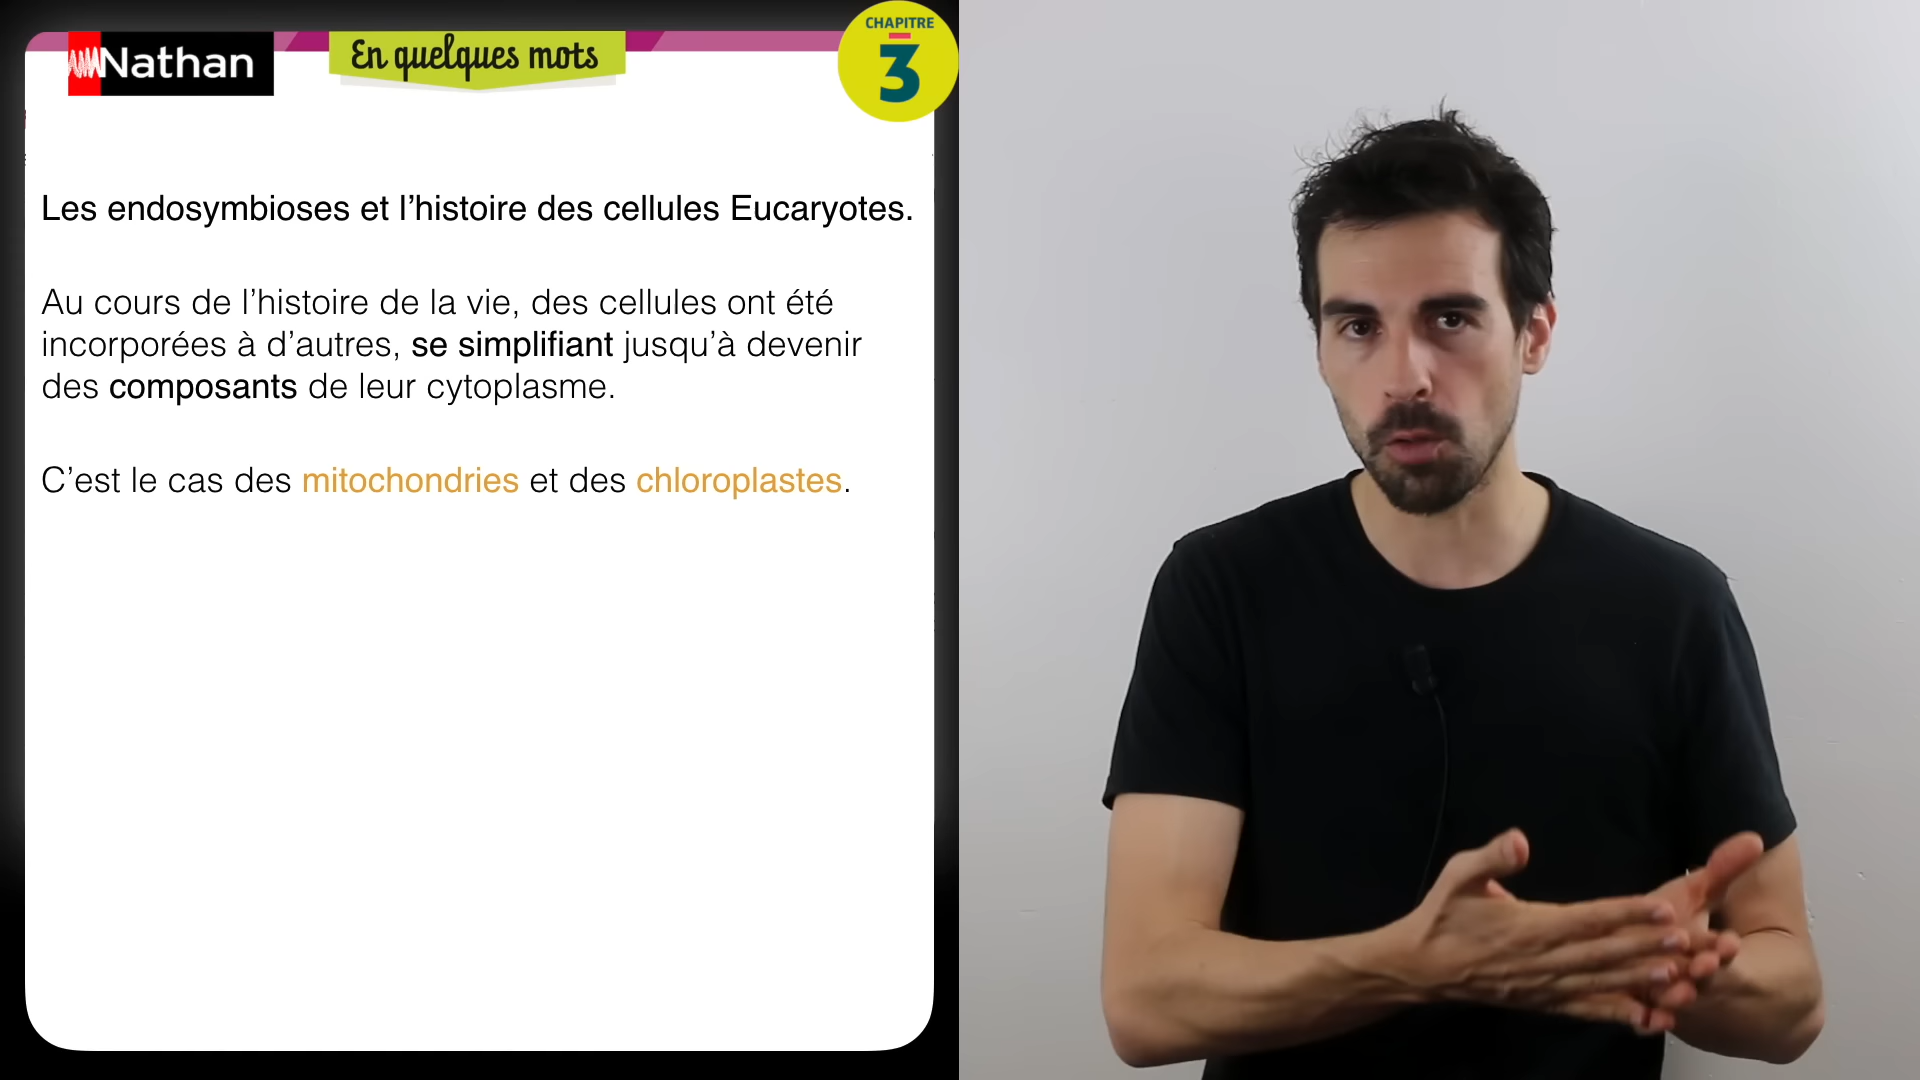 Nathan
En quelques mots
CHAPITRE
3
Les endosymbioses et l’histoire des cellules Eucaryotes.
Au cours de l’histoire de la vie, des cellules ont été
incorporées à d’autres, se simplifiant jusqu’à devenir
des composants de leur cytoplasme.
C’est le cas des mitochondries et des chloroplastes.